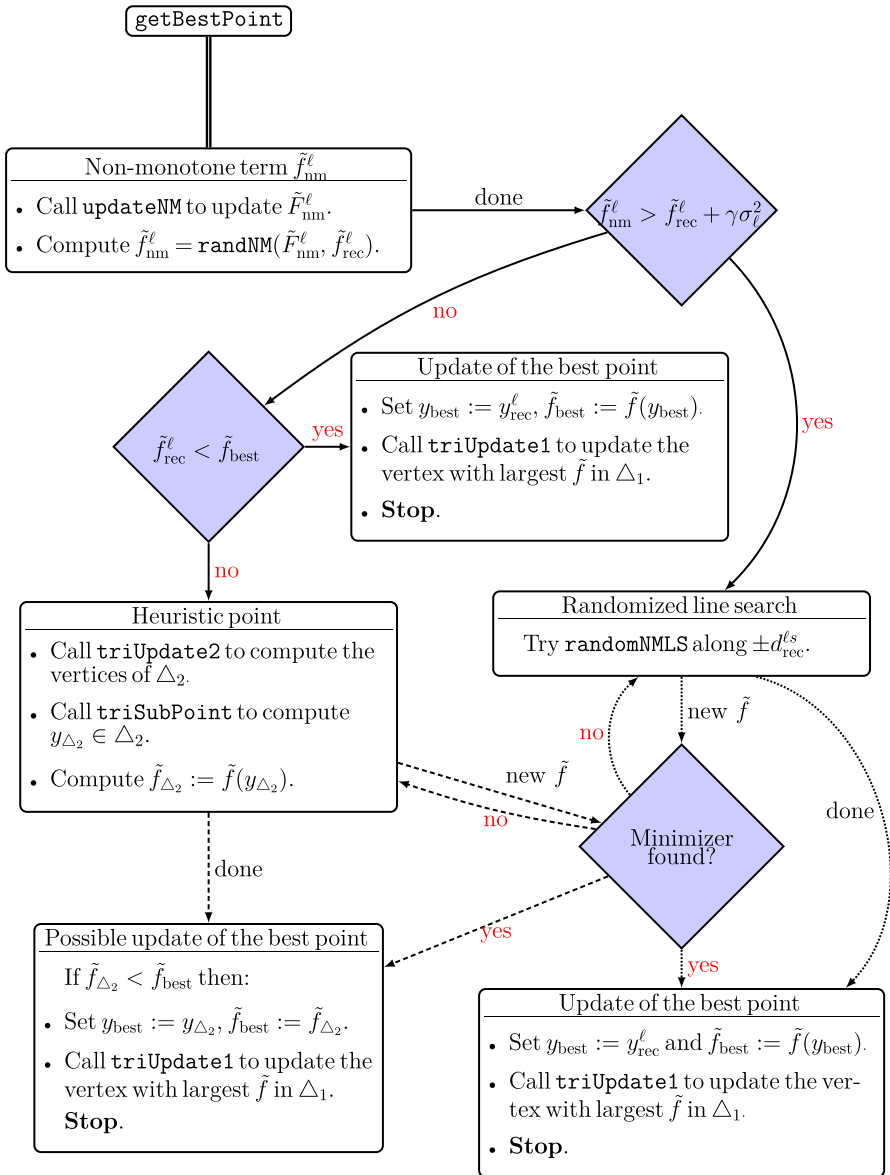 getBestPoint
Non-monotone term f̃ℓnm
• Call updateNM to update F̃ℓnm.
• Compute f̃ℓnm = randNM(F̃ℓnm, f̃ℓrec).
done
f̃ℓnm > f̃ℓrec + γσ²ℓ
no
yes
f̃ℓrec < f̃best
yes
no
Update of the best point
• Set ybest := yℓrec, f̃best := f̃(ybest).
• Call triUpdate1 to update the
vertex with largest f̃ in △1.
• Stop.
Heuristic point
• Call triUpdate2 to compute the
vertices of △2.
• Call triSubPoint to compute
y△2 ∈ △2.
• Compute f̃△2 := f̃(y△2).
Randomized line search
Try randomNMLS along ±dℓsrec.
new f̃
no
done
new f̃
no
Minimizer
found?
done
yes
yes
Possible update of the best point
If f̃△2 < f̃best then:
• Set ybest := y△2, f̃best := f̃△2.
• Call triUpdate1 to update the
vertex with largest f̃ in △1.
Stop.
Update of the best point
• Set ybest := yℓrec and f̃best := f̃(ybest).
• Call triUpdate1 to update the ver-
tex with largest f̃ in △1.
• Stop.